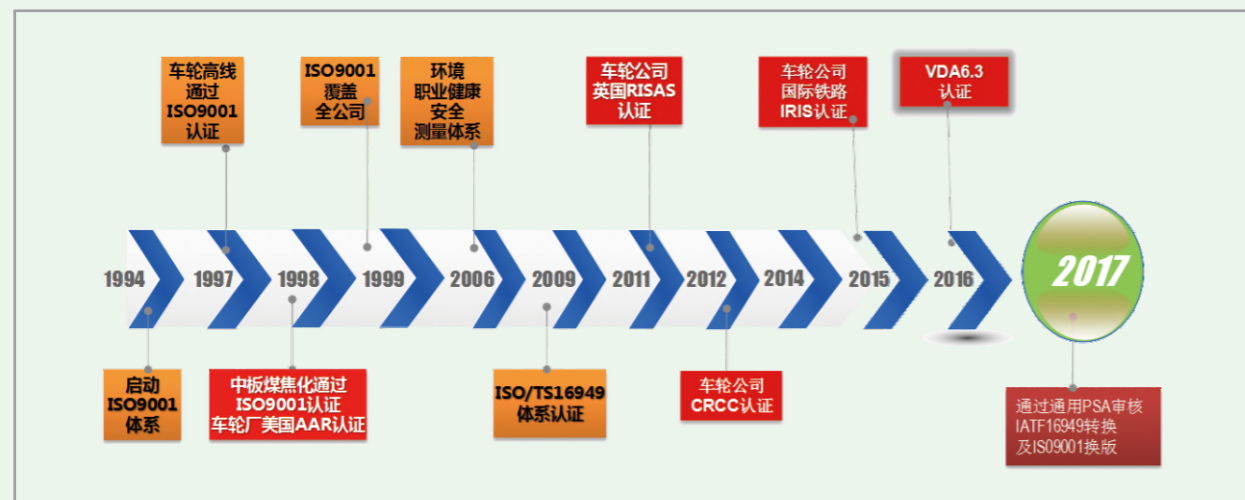 车轮高线
通过
ISO9001
认证
ISO9001
覆盖
全公司
环境
职业健康
安全
测量体系
车轮公司
英国RISAS
认证
车轮公司
国际铁路
IRIS认证
VDA6.3
认证
1994
1997
1998
1999
2006
2009
2011
2012
2014
2015
2016
2017
启动
ISO9001
体系
中板煤焦化通过
ISO9001认证
车轮厂美国AAR认证
ISO/TS16949
体系认证
车轮公司
CRCC认证
通过通用PSA审核
IATF16949转换
及IS09001换版